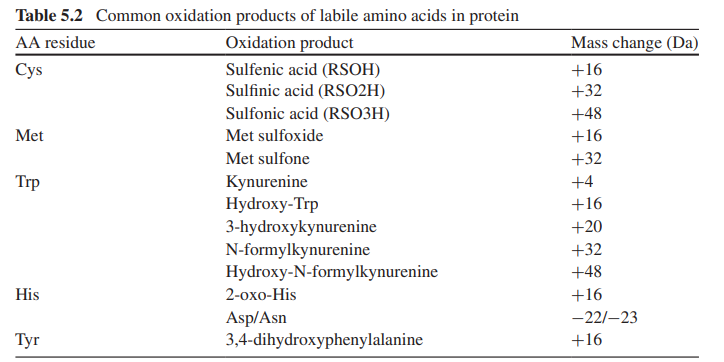 Table 5.2 Common oxidation products of labile amino acids in protein
AA residue Oxidation product Mass change (Da)
Cys Sulfenic acid (RSOH) +16
Sulfinic acid (RSO2H) +32
Sulfonic acid (RSO3H) +48
Met Met sulfoxide +16
Met sulfone +32
Trp Kynurenine +4
Hydroxy-Trp +16
3-hydroxykynurenine +20
N-formylkynurenine +32
Hydroxy-N-formylkynurenine +48
His 2-oxo-His +16
Asp/Asn −22/−23
Tyr 3,4-dihydroxyphenylalanine +16